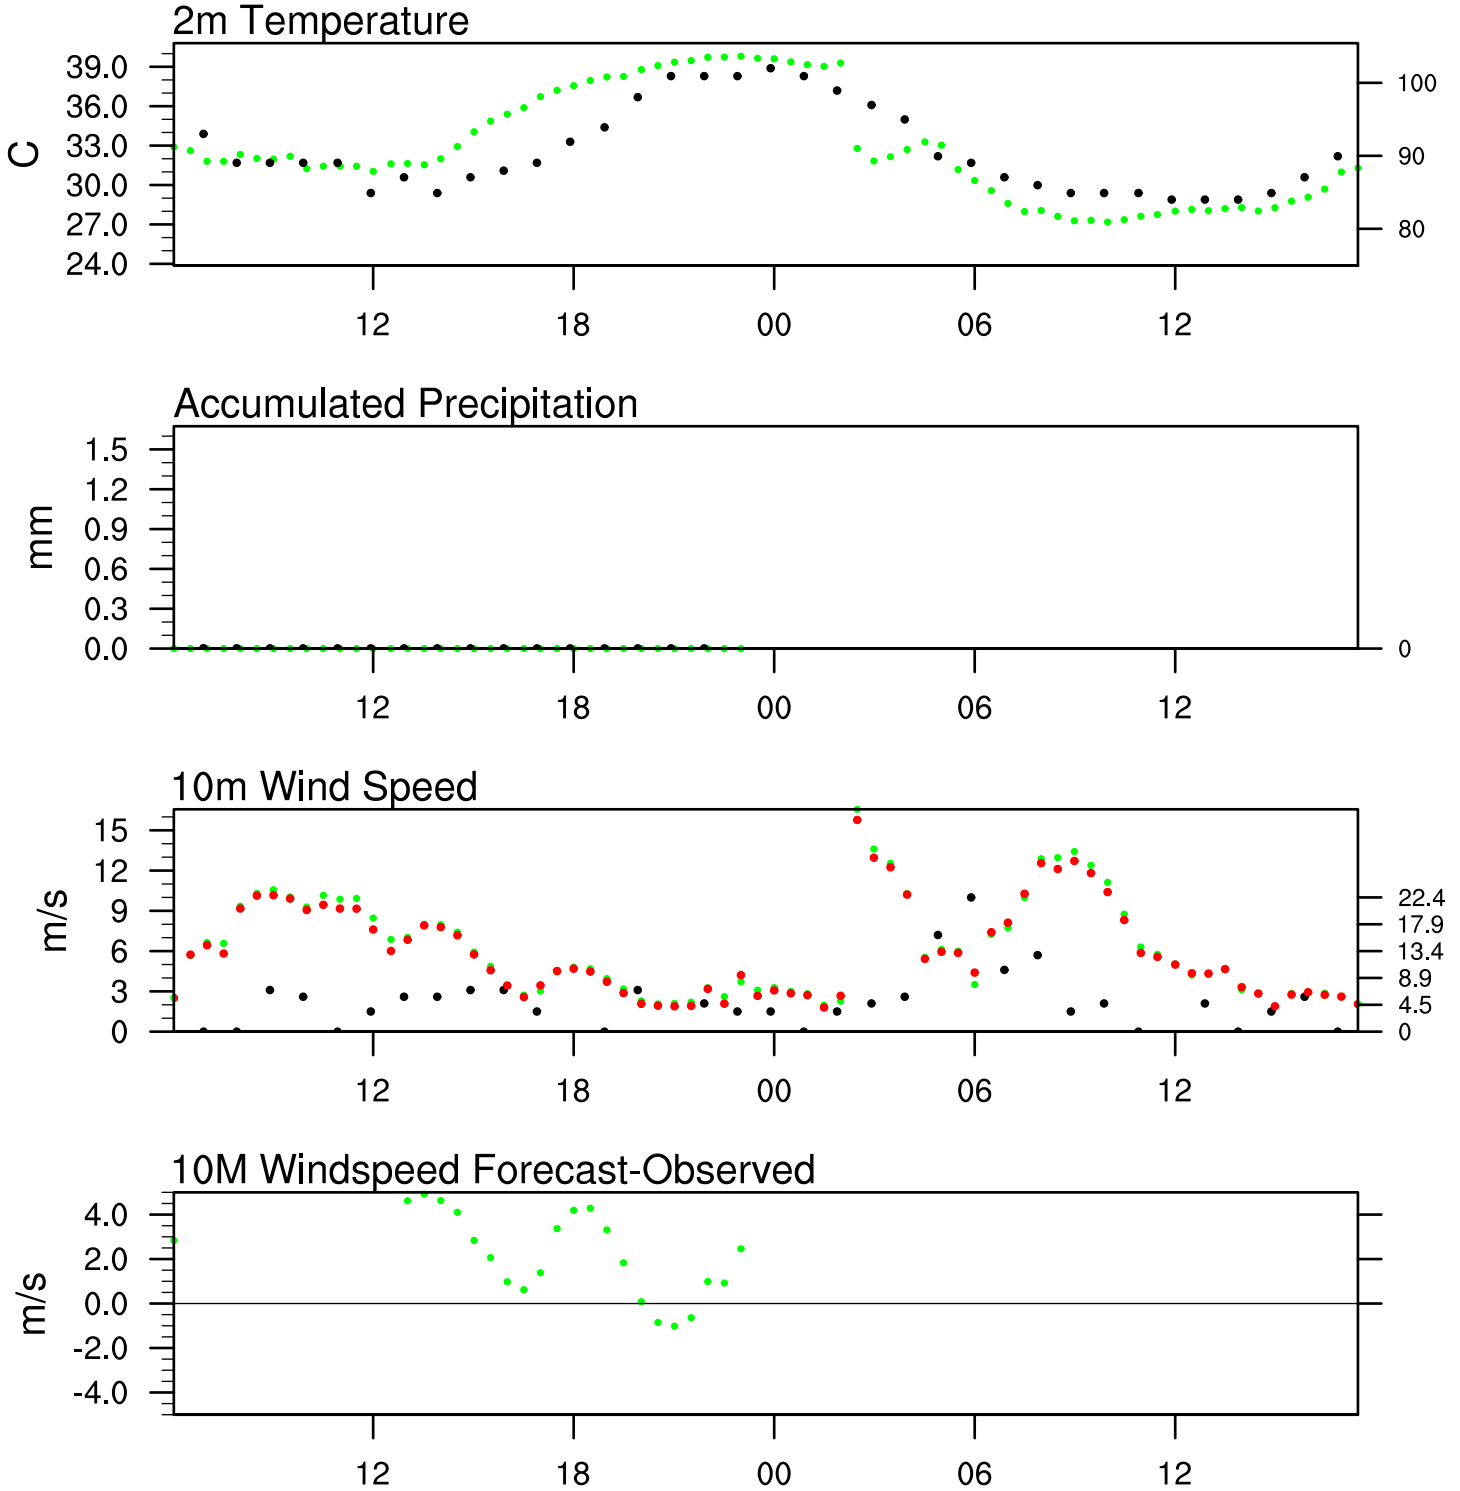 2m Temperature
39.0
36.0
33.0
30.0
27.0
24.0
C
100
90
80
12 18 00 06 12
Accumulated Precipitation
1.5
1.2
0.9
0.6
0.3
0.0
mm
0
12 18 00 06 12
10m Wind Speed
15
12
9
6
3
0
m/s
22.4
17.9
13.4
8.9
4.5
0
12 18 00 06 12
10M Windspeed Forecast-Observed
4.0
2.0
0.0
-2.0
-4.0
m/s
12 18 00 06 12